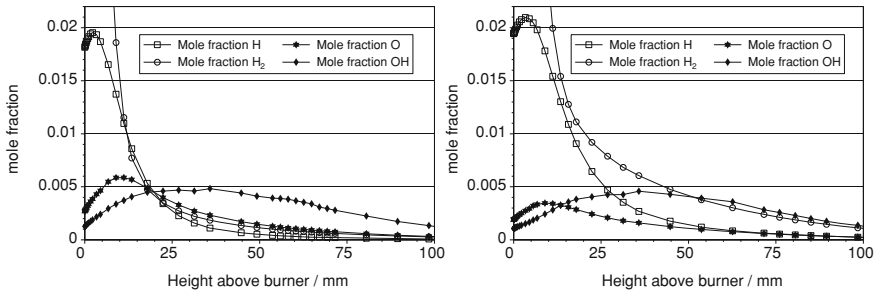 0.02
0.015
0.01
0.005
0
mole fraction
Mole fraction H
Mole fraction O
Mole fraction H2
Mole fraction OH
0 25 50 75 100
Height above burner / mm
0.02
0.015
0.01
0.005
0
mole fraction
Mole fraction H
Mole fraction O
Mole fraction H2
Mole fraction OH
0 25 50 75 100
Height above burner / mm